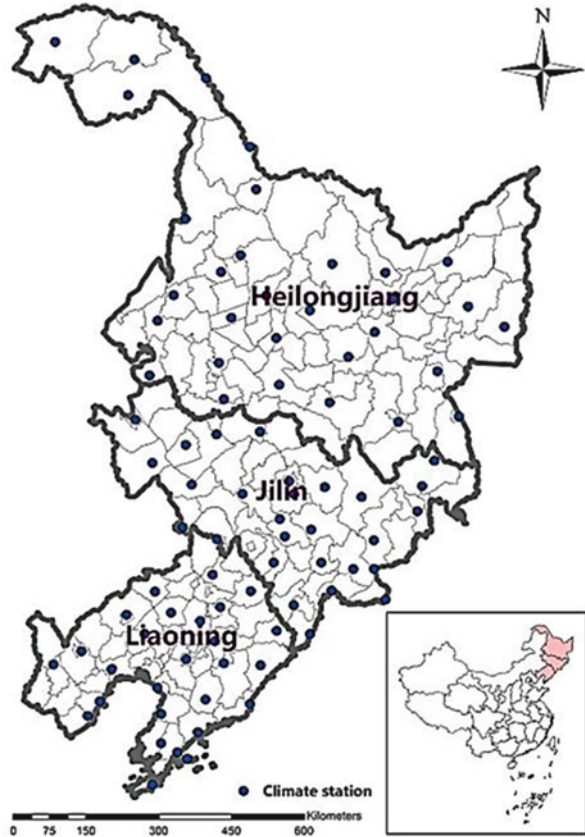 N
Heilongjiang
Jilin
Liaoning
Climate station
Kilometers
0 75 150 300 450 600